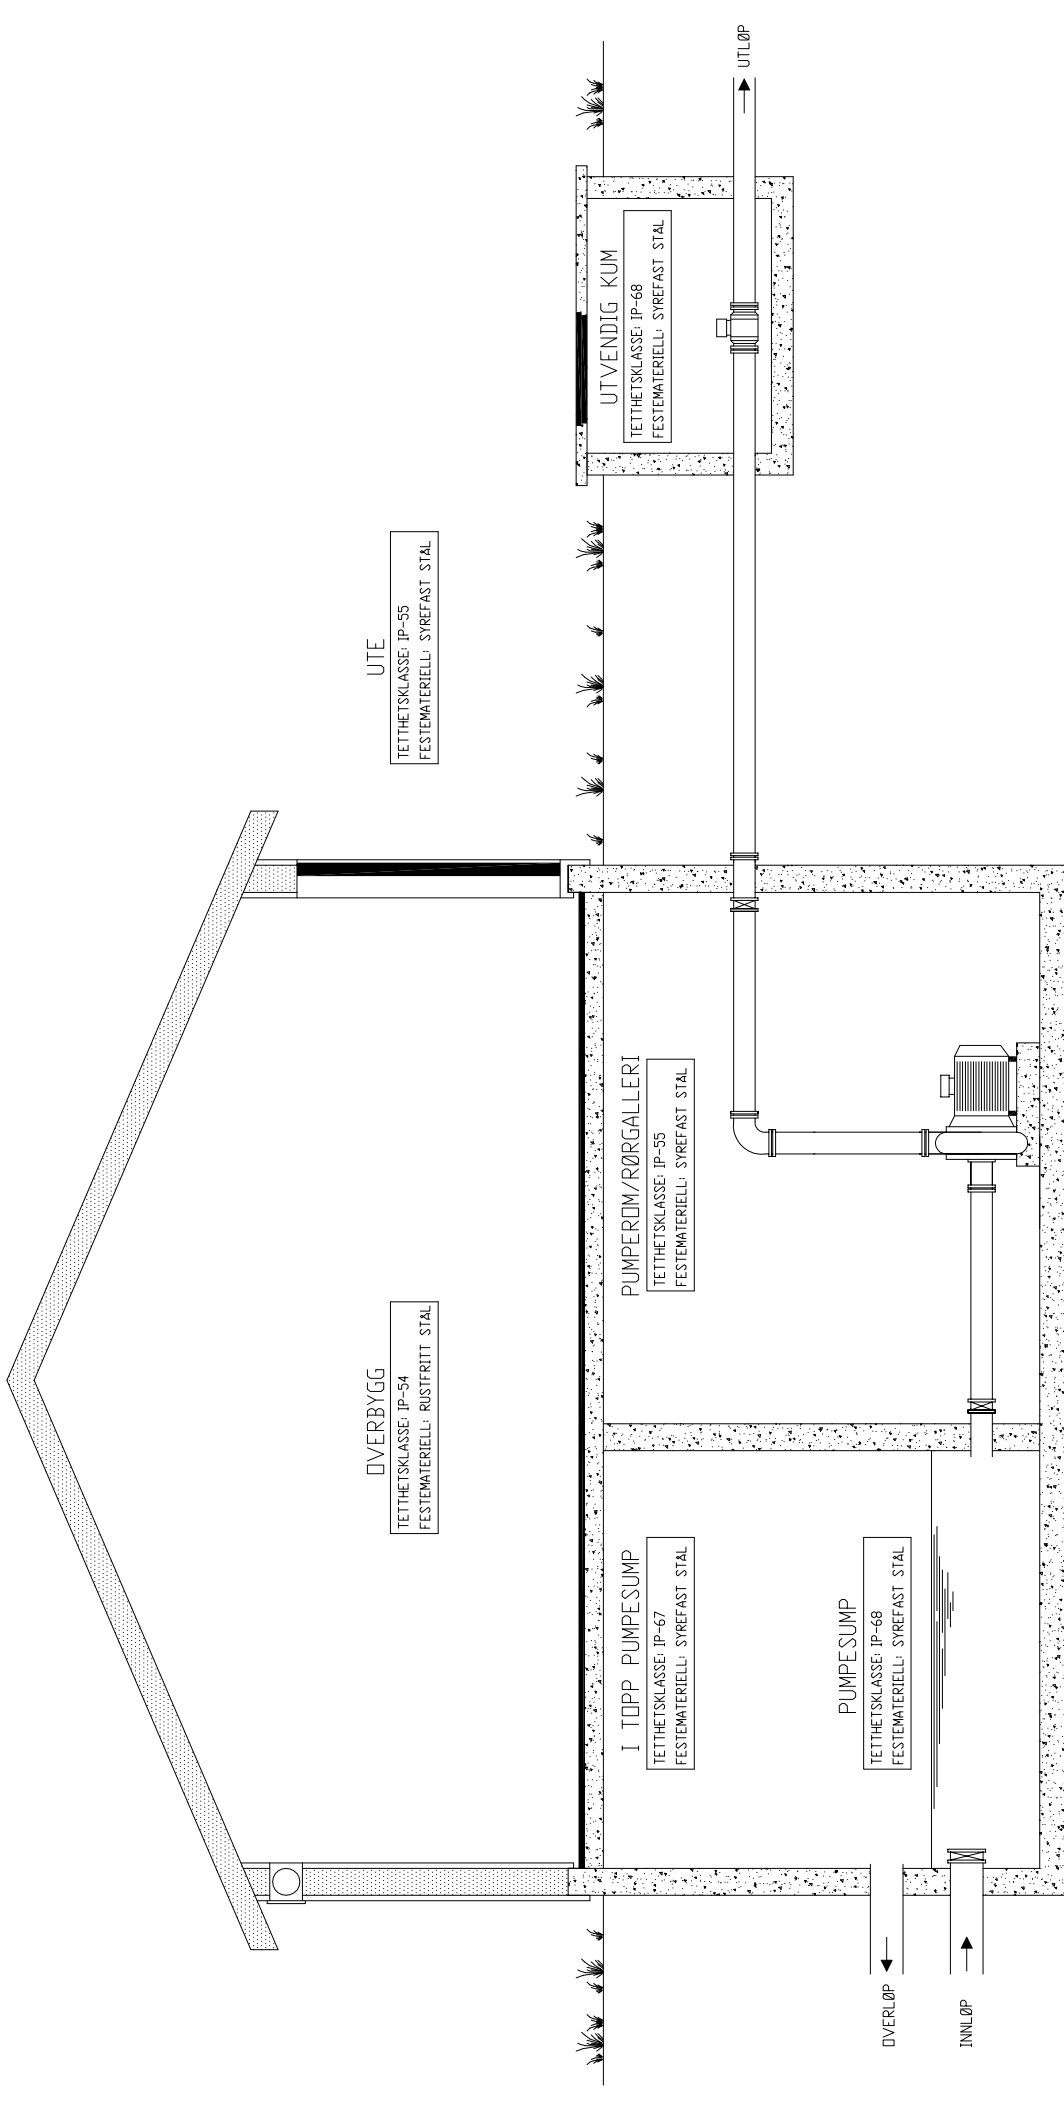 OVERBYGG
TETTHETSKLASSE: IP-54
FESTEMATERIELL: RUSTFRITT STÅL
UTE
TETTHETSKLASSE: IP-55
FESTEMATERIELL: SYREFAST STÅL
I TOPP PUMPESUMP
TETTHETSKLASSE: IP-67
FESTEMATERIELL: SYREFAST STÅL
PUMPEROM/RØRGALLERI
TETTHETSKLASSE: IP-55
FESTEMATERIELL: SYREFAST STÅL
UTVENDIG KUM
TETTHETSKLASSE: IP-68
FESTEMATERIELL: SYREFAST STÅL
UTLØP
PUMPESUMP
TETTHETSKLASSE: IP-68
FESTEMATERIELL: SYREFAST STÅL
OVERLØP
INNLØP